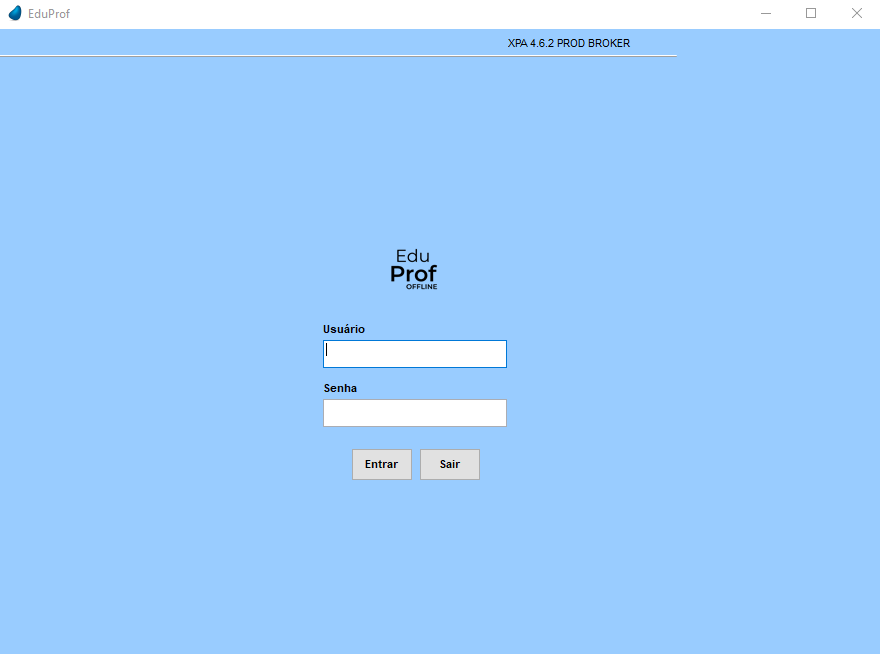 EduProf
XPA 4.6.2 PROD BROKER
Edu
Prof
OFFLINE
Usuário
Senha
Entrar
Sair